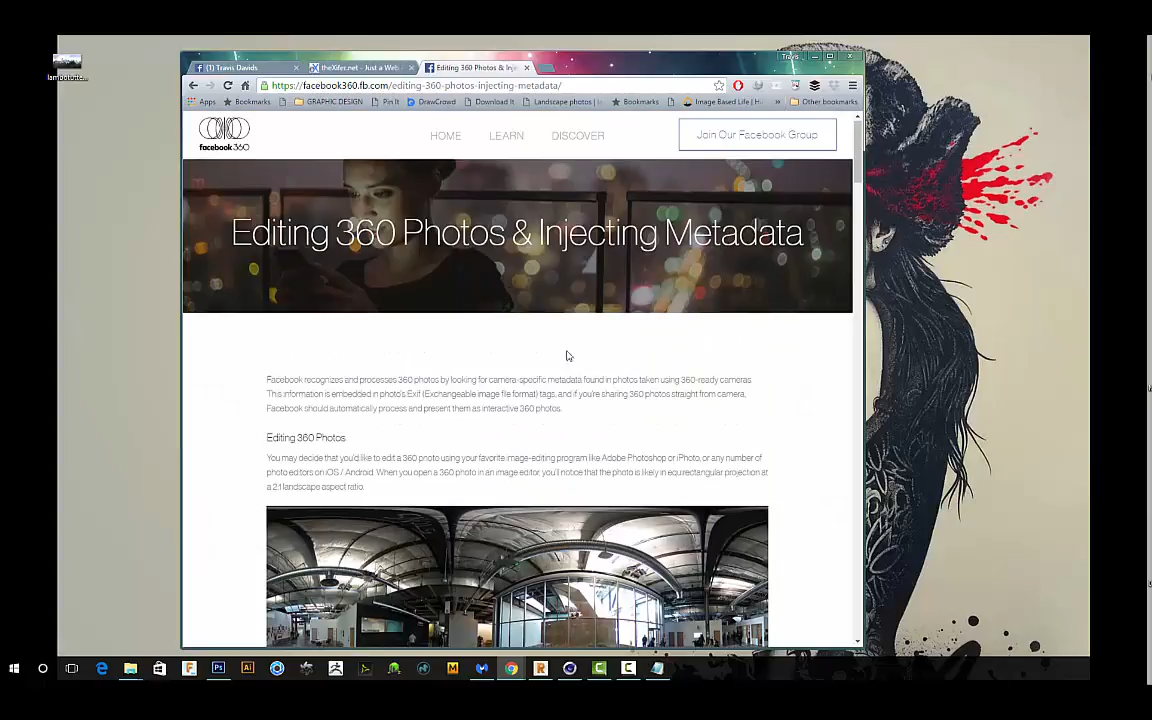 lamboottte...
Travis
(1) Travis Davids
theXifer.net - Just a Web
Editing 360 Photos & Inje
https://facebook360.fb.com/editing-360-photos-injecting-metadata/
Apps
Bookmarks
GRAPHIC DESIGN
Pin It
DrawCrowd
Download It
Landscape photos |
Bookmarks
Image Based Life | H
»
Other bookmarks
facebook 360
HOME
LEARN
DISCOVER
Join Our Facebook Group
Editing 360 Photos & Injecting Metadata
Facebook recognizes and processes 360 photos by looking for camera-specific metadata found in photos taken using 360-ready cameras.
This information is embedded in photo's Exif (Exchangeable image file format) tags, and if you're sharing 360 photos straight from camera,
Facebook should automatically process and present them as interactive 360 photos.
Editing 360 Photos
You may decide that you'd like to edit a 360 photo using your favorite image-editing program like Adobe Photoshop or iPhoto, or any number of
photo editors on iOS / Android. When you open a 360 photo in an image editor, you'll notice that the photo is likely in equirectangular projection at
a 2:1 landscape aspect ratio.